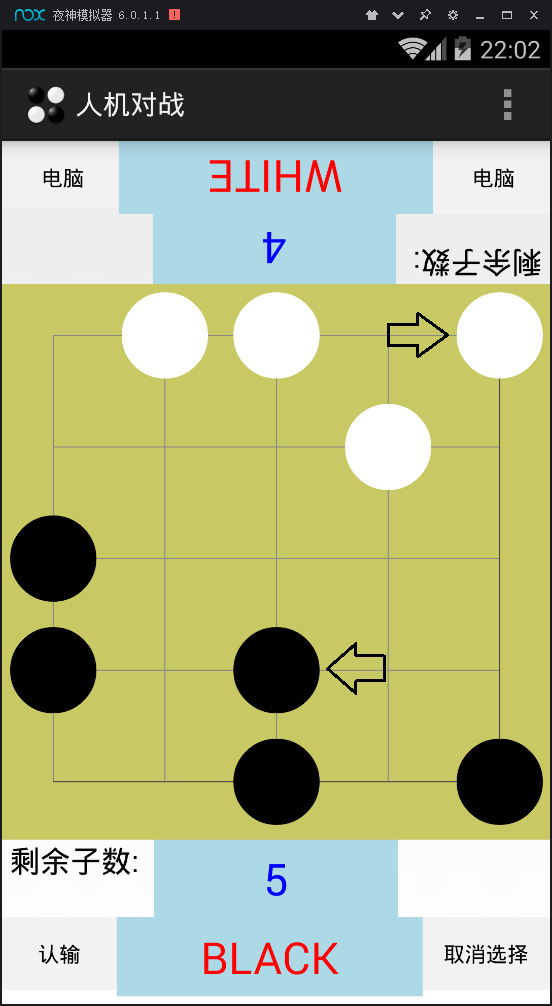 nox 夜神模拟器 6.0.1.1
22:02
人机对战
电脑 WHITE 电脑
4 剩余子数:
剩余子数: 5
认输 BLACK 取消选择